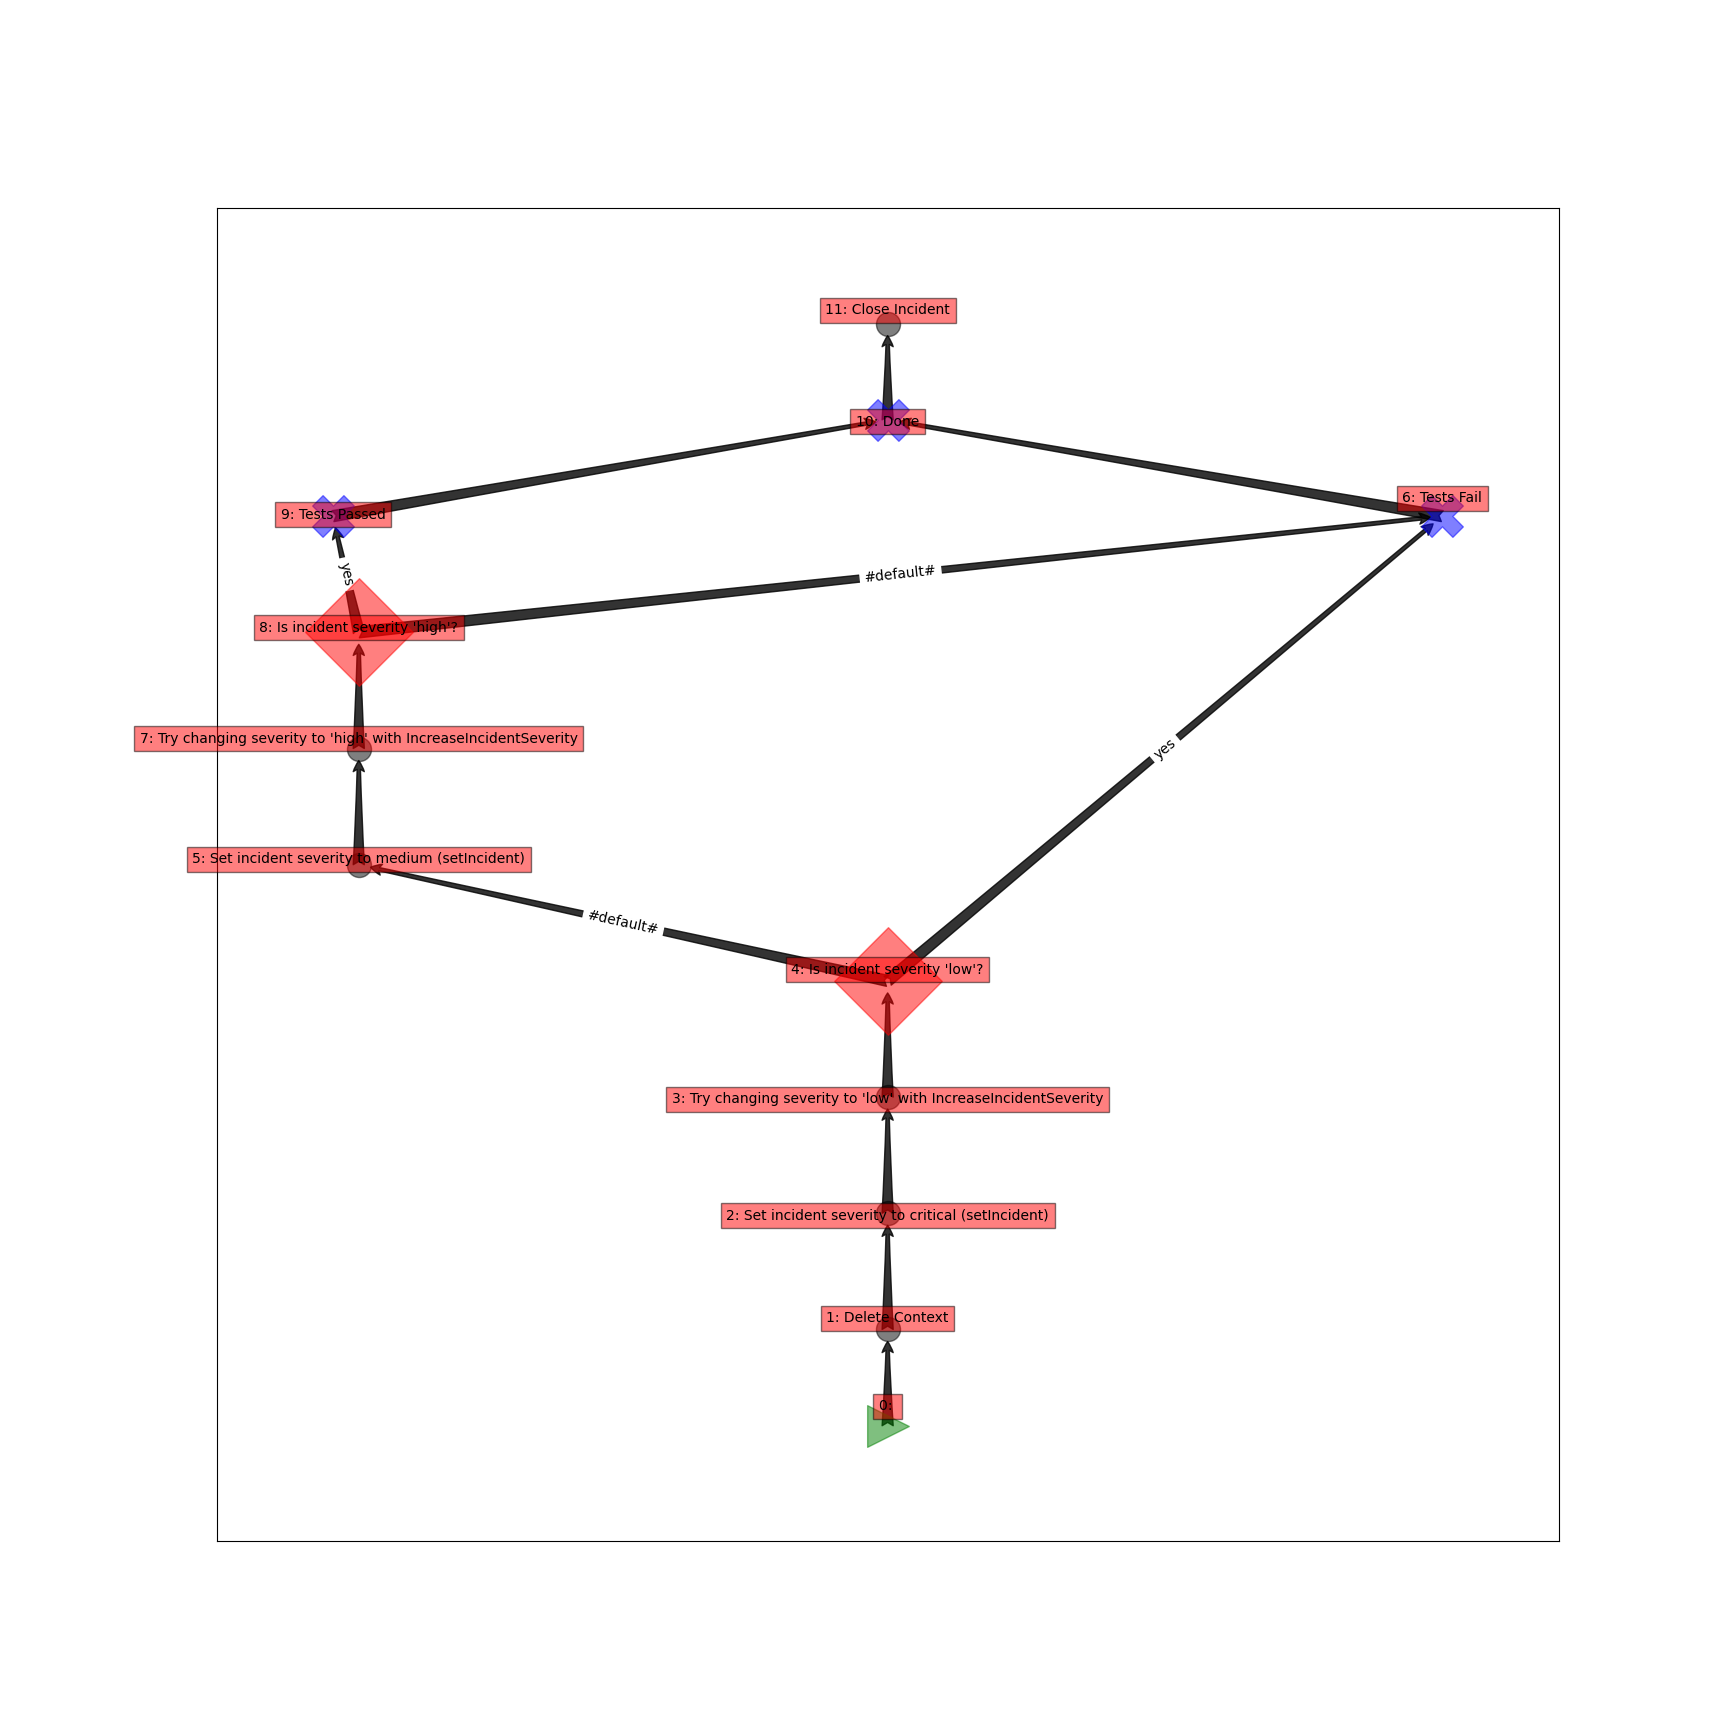 11: Close Incident
10: Done
6: Tests Fail
9: Tests Passed
yes
#default#
8: Is incident severity 'high'?
7: Try changing severity to 'high' with IncreaseIncidentSeverity
yes
5: Set incident severity to medium (setIncident)
#default#
4: Is incident severity 'low'?
3: Try changing severity to 'low' with IncreaseIncidentSeverity
2: Set incident severity to critical (setIncident)
1: Delete Context
0: